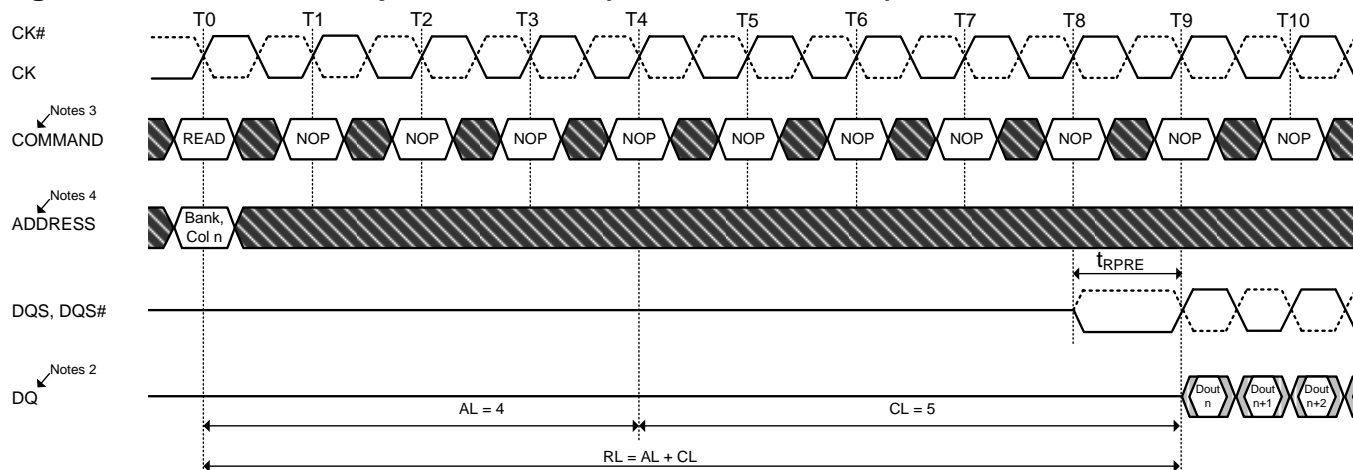 T0 T1 T2 T3 T4 T5 T6 T7 T8 T9 T10
CK#
CK
Notes 3
COMMAND
READ NOP NOP NOP NOP NOP NOP NOP NOP NOP NOP
Notes 4
ADDRESS
Bank,
Col n
tRPRE
DQS, DQS#
Notes 2
DQ
Dout
n
Dout
n+1
Dout
n+2
AL = 4
CL = 5
RL = AL + CL